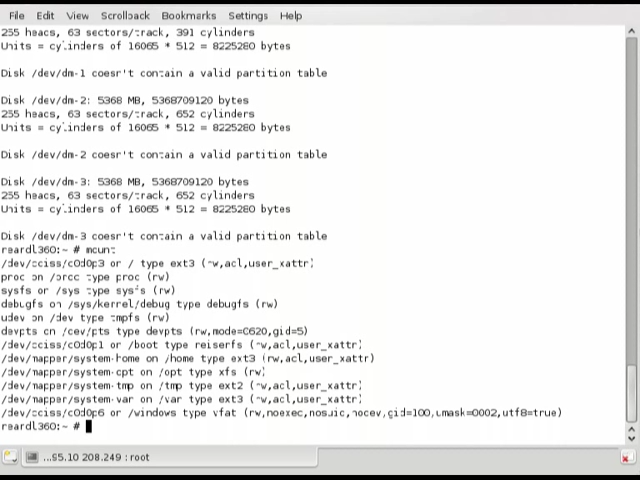 File Edit View Scrollback Bookmarks Settings Help
255 heads, 63 sectors/track, 391 cylinders
Units = cylinders of 16065 * 512 = 8225280 bytes
Disk /dev/dm-1 doesn't contain a valid partition table
Disk /dev/dm-2: 5368 MB, 5368709120 bytes
255 heads, 63 sectors/track, 652 cylinders
Units = cylinders of 16065 * 512 = 8225280 bytes
Disk /dev/dm-2 doesn't contain a valid partition table
Disk /dev/dm-3: 5368 MB, 5368709120 bytes
255 heads, 63 sectors/track, 652 cylinders
Units = cylinders of 16065 * 512 = 8225280 bytes
Disk /dev/dm-3 doesn't contain a valid partition table
reardl360:~ # mount
/dev/cciss/c0d0p3 on / type ext3 (rw,acl,user_xattr)
proc on /proc type proc (rw)
sysfs on /sys type sysfs (rw)
debugfs on /sys/kernel/debug type debugfs (rw)
udev on /dev type tmpfs (rw)
devpts on /dev/pts type devpts (rw,mode=0620,gid=5)
/dev/cciss/c0d0p1 on /boot type reiserfs (rw,acl,user_xattr)
/dev/mapper/system-home on /home type ext3 (rw,acl,user_xattr)
/dev/mapper/system-opt on /opt type xfs (rw)
/dev/mapper/system-tmp on /tmp type ext2 (rw,acl,user_xattr)
/dev/mapper/system-var on /var type ext3 (rw,acl,user_xattr)
/dev/cciss/c0d0p6 on /windows type vfat (rw,noexec,nosuid,nodev,gid=100,umask=0002,utf8=true)
reardl360:~ #
...95.10 208.249 : root